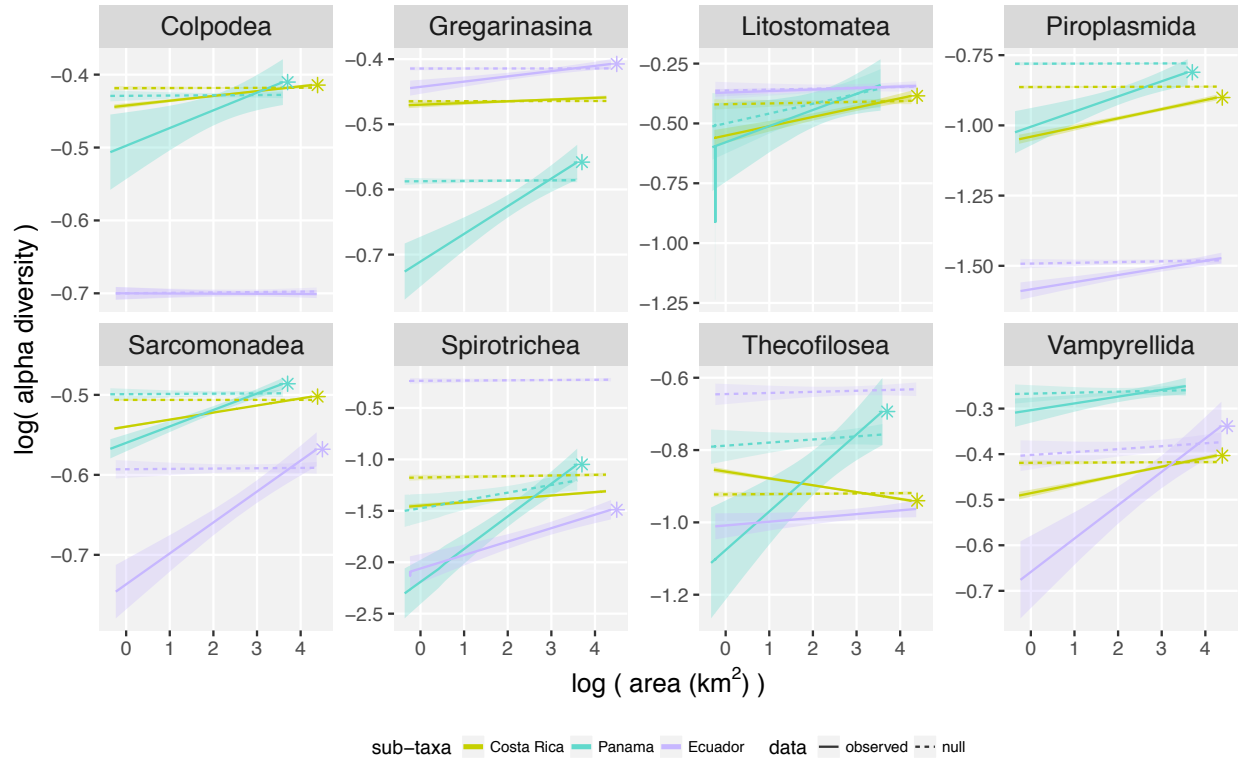 Colpodea Gregarinasina Litostomatea Piroplasmida
−0.4 −0.5 −0.6 −0.7
−0.4 −0.5 −0.6 −0.7
−0.25 −0.50 −0.75 −1.00 −1.25
−0.75 −1.00 −1.25 −1.50
log( alpha diversity )
Sarcomonadea Spirotrichea Thecofilosea Vampyrellida
−0.5 −0.6 −0.7
−0.5 −1.0 −1.5 −2.0 −2.5
−0.6 −0.8 −1.0 −1.2
−0.3 −0.4 −0.5 −0.6 −0.7
0 1 2 3 4 0 1 2 3 4 0 1 2 3 4 0 1 2 3 4
log ( area (km²) )
sub−taxa Costa Rica Panama Ecuador data observed null